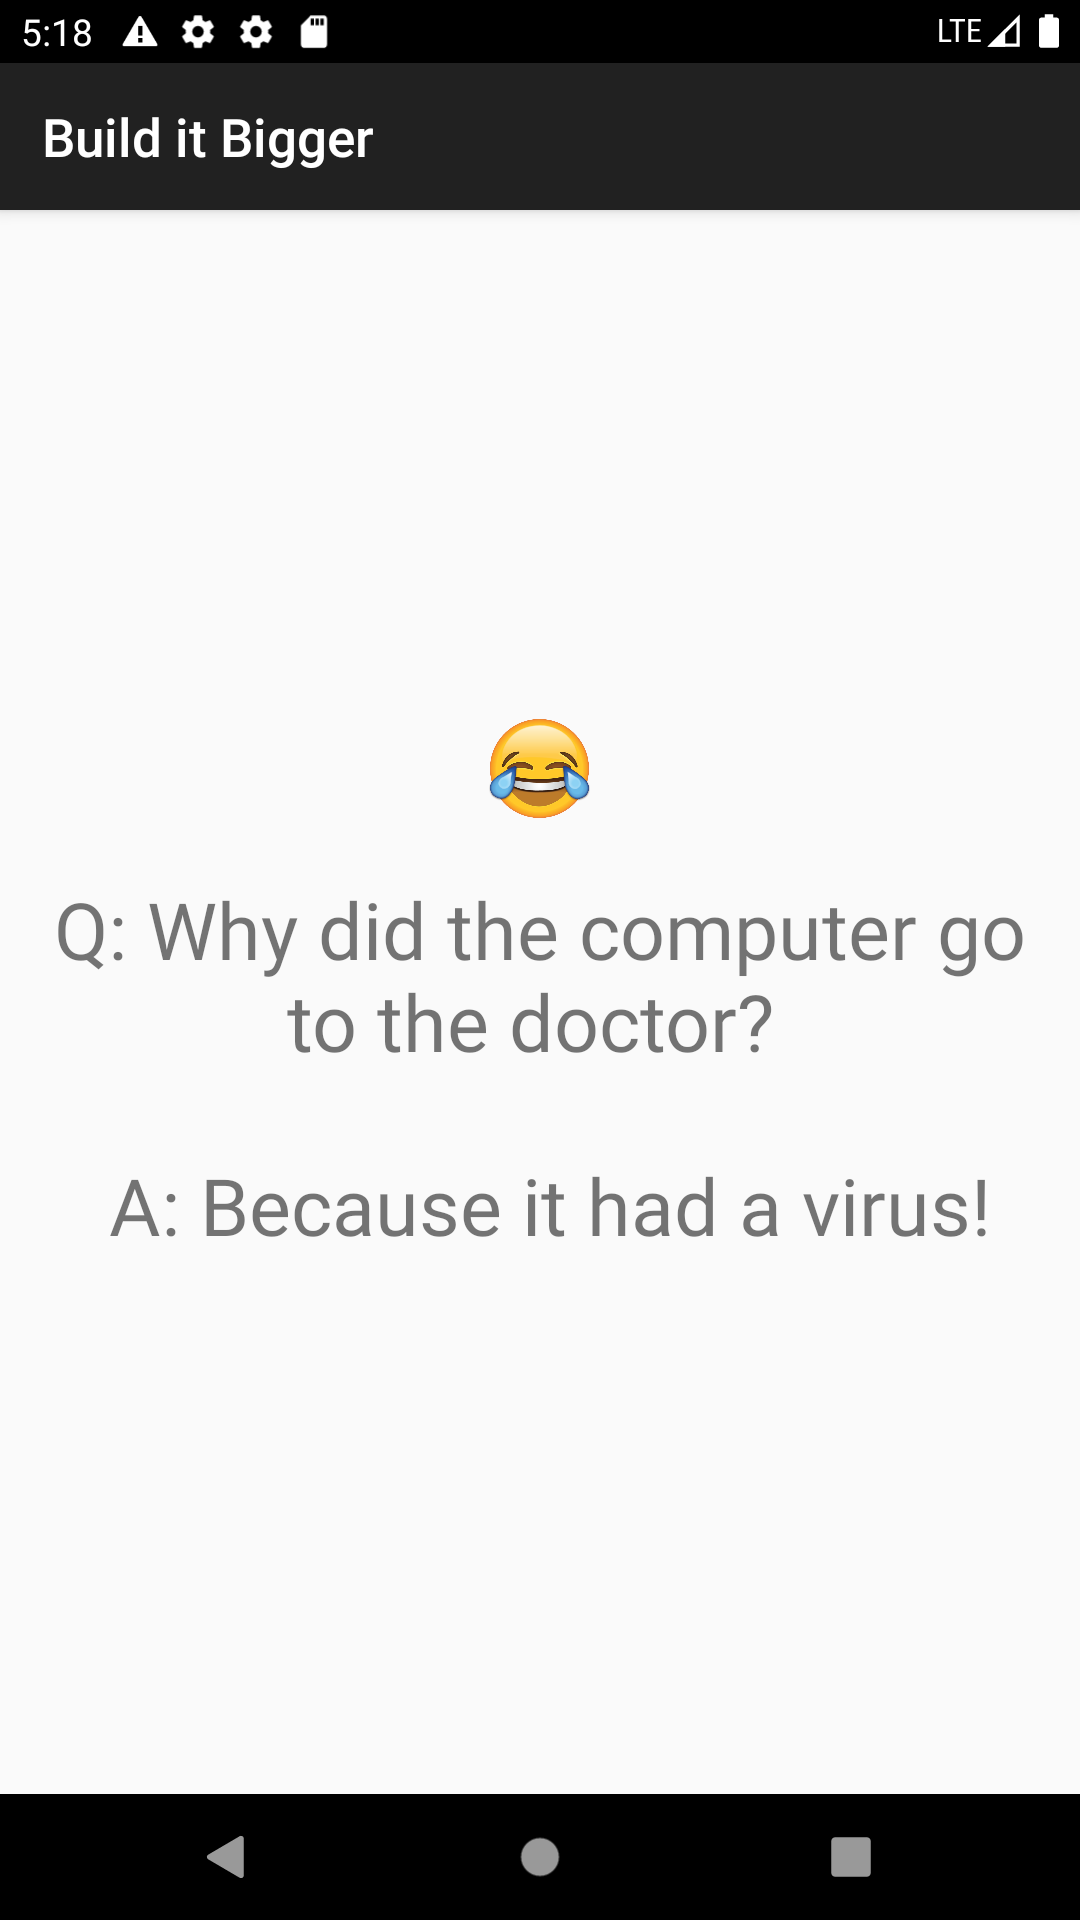 5:18 LTE
Build it Bigger
Q: Why did the computer go
to the doctor?
A: Because it had a virus!